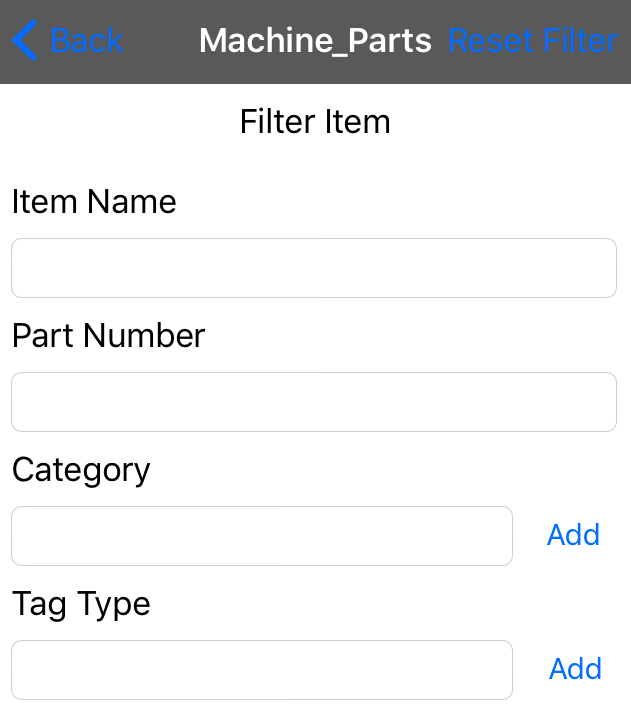 Back Machine_Parts Reset Filter
Filter Item
Item Name
Part Number
Category
Add
Tag Type
Add